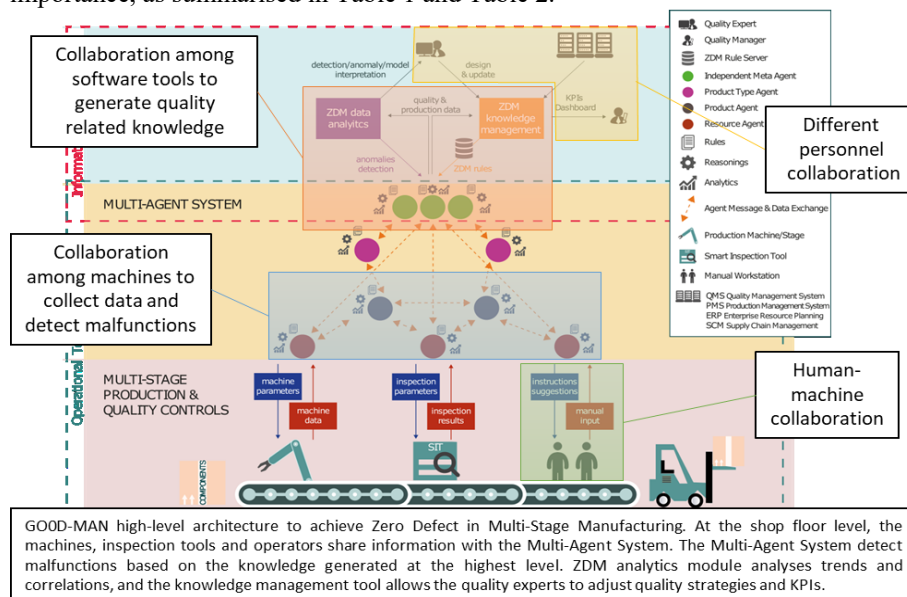 importance, as summarised in Table 1 and Table 2.
Collaboration among
software tools to
generate quality
related knowledge
detection/anomaly/model
interpretation
design
& update
ZDM data
analyitcs
quality &
production data
ZDM
knowledge
management
KPIs
Dashboard
anomalies
detection
ZDM rules
Quality Expert
Quality Manager
ZDM Rule Server
Independent Meta Agent
Product Type Agent
Product Agent
Resource Agent
Rules
Reasonings
Analytics
Agent Message & Data Exchange
Production Machine/Stage
Smart Inspection Tool
Manual Workstation
QMS Quality Management System
PMS Production Management System
ERP Enterprise Resource Planning
SCM Supply Chain Management
Different
personnel
collaboration
MULTI-AGENT SYSTEM
Collaboration
among machines to
collect data and
detect malfunctions
MULTI-STAGE
PRODUCTION &
QUALITY CONTROLS
machine
parameters
machine
data
inspection
parameters
inspection
results
instructions
suggestions
manual
input
Human-
machine
collaboration
SIT
COMPONENTS
Operational
GO0D-MAN high-level architecture to achieve Zero Defect in Multi-Stage Manufacturing. At the shop floor level, the
machines, inspection tools and operators share information with the Multi-Agent System. The Multi-Agent System detect
malfunctions based on the knowledge generated at the highest level. ZDM analytics module analyses trends and
correlations, and the knowledge management tool allows the quality experts to adjust quality strategies and KPIs.